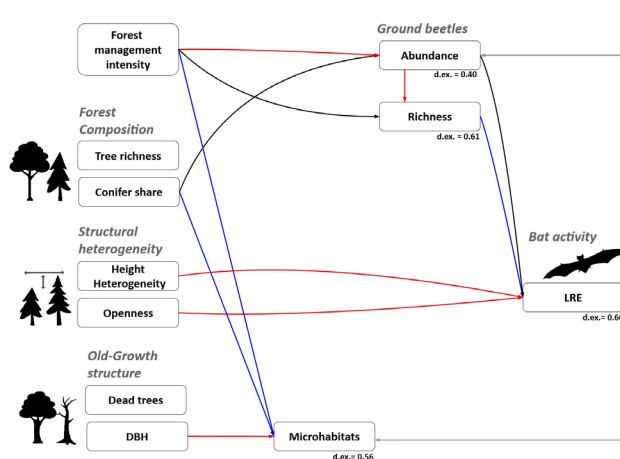 Forest
management
intensity
Ground beetles
Abundance
d.ex. = 0.40
Richness
d.ex. = 0.61
Forest
Composition
Tree richness
Conifer share
Structural
heterogeneity
Height
Heterogeneity
Openness
Bat activity
LRE
Old-Growth
structure
Dead trees
DBH
Microhabitats
d.ex.= 0.56